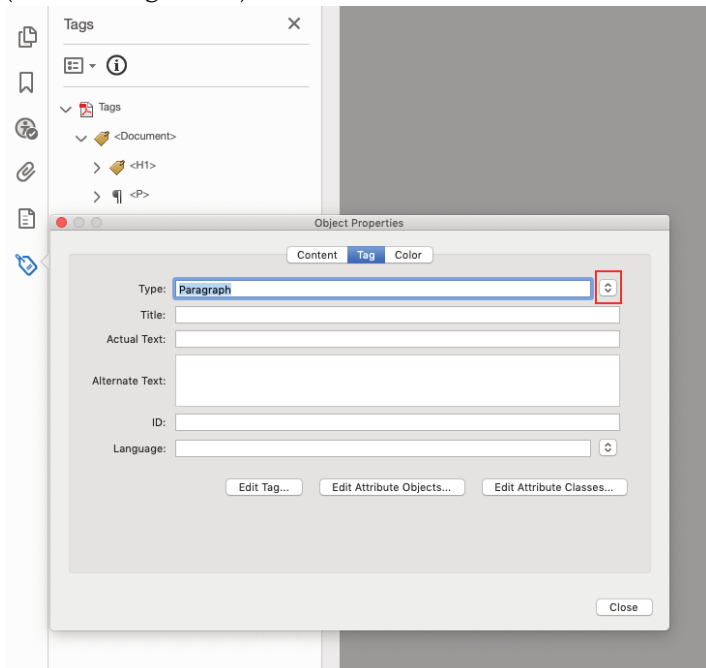 Tags
Tags
<Document>
<H1>
<P>
Object Properties
Content Tag Color
Type: Paragraph
Title:
Actual Text:
Alternate Text:
ID:
Language:
Edit Tag... Edit Attribute Objects... Edit Attribute Classes...
Close